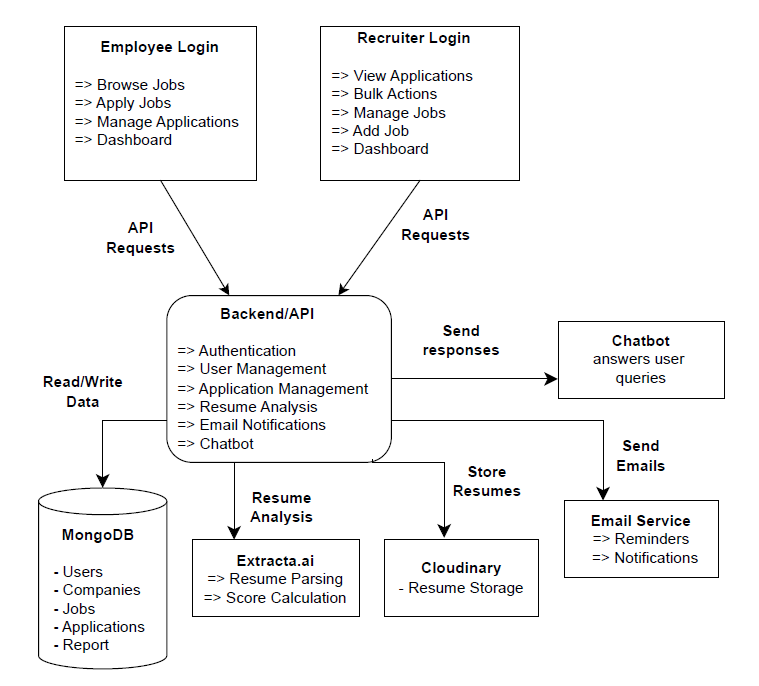 Employee Login
=> Browse Jobs
=> Apply Jobs
=> Manage Applications
=> Dashboard
Recruiter Login
=> View Applications
=> Bulk Actions
=> Manage Jobs
=> Add Job
=> Dashboard
API
Requests
API
Requests
Backend/API
=> Authentication
=> User Management
=> Application Management
=> Resume Analysis
=> Email Notifications
=> Chatbot
Send
responses
Chatbot
answers user
queries
Read/Write
Data
Send
Emails
Resume
Analysis
Store
Resumes
MongoDB
- Users
- Companies
- Jobs
- Applications
- Report
Extracta.ai
=> Resume Parsing
=> Score Calculation
Cloudinary
- Resume Storage
Email Service
=> Reminders
=> Notifications